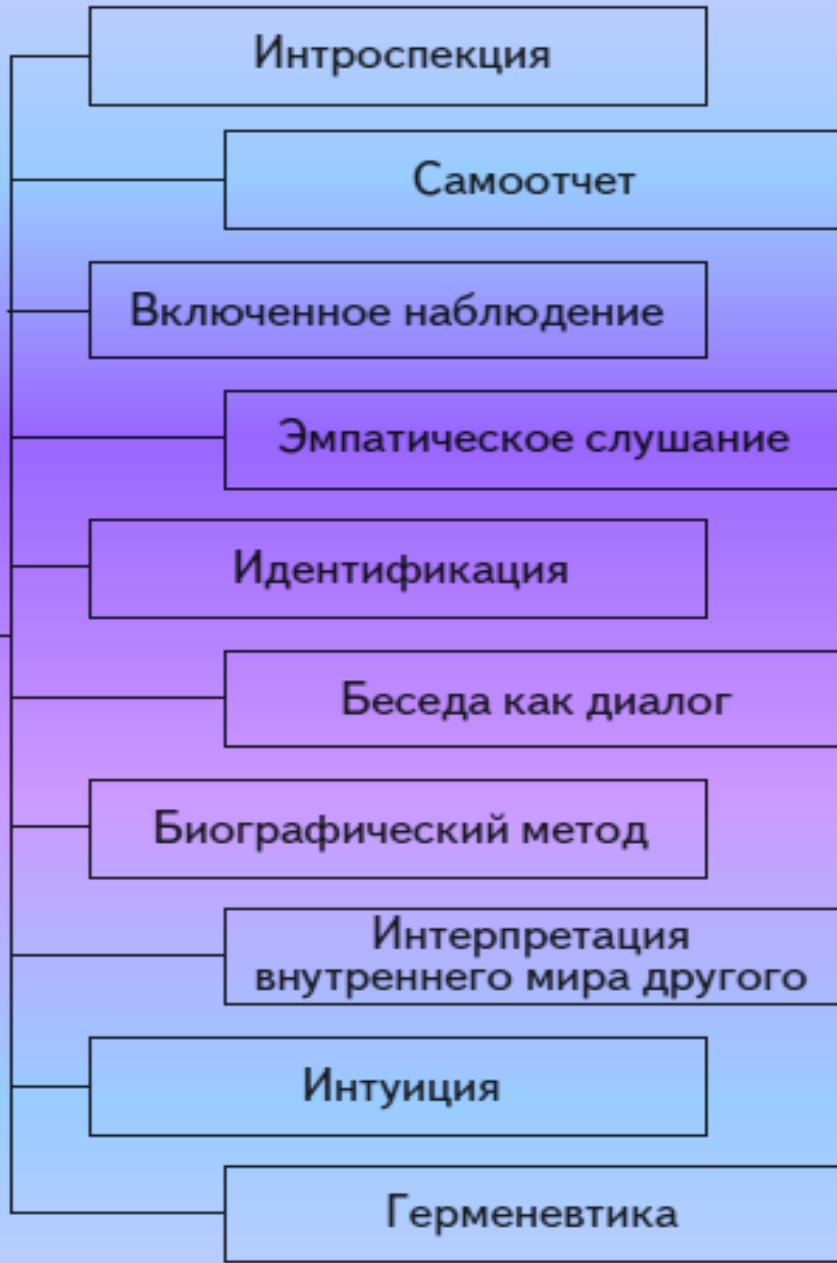 Интроспекция
Самоотчет
Включенное наблюдение
Эмпатическое слушание
Идентификация
Беседа как диалог
Биографический метод
Интерпретация
внутреннего мира другого
Интуиция
Герменевтика